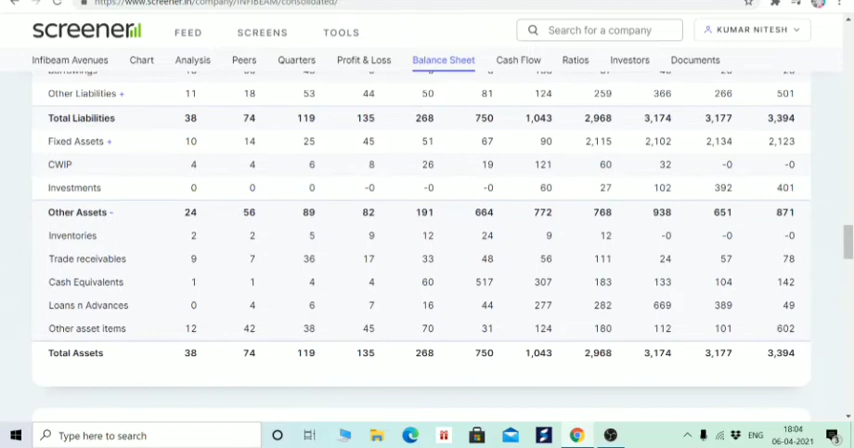 https://www.screener.in/company/INFIBEAM/consolidated/
screener FEED SCREENS TOOLS Search for a company KUMAR NITESH
Infibeam Avenues Chart Analysis Peers Quarters Profit & Loss Balance Sheet Cash Flow Ratios Investors Documents
Borrowings
Other Liabilities + 11 18 53 44 50 81 124 259 366 266 501
Total Liabilities 38 74 119 135 268 750 1,043 2,968 3,174 3,177 3,394
Fixed Assets + 10 14 25 45 51 67 90 2,115 2,102 2,134 2,123
CWIP 4 4 6 8 26 19 121 60 32 -0 -0
Investments 0 0 0 -0 -0 -0 60 27 102 392 401
Other Assets - 24 56 89 82 191 664 772 768 938 651 871
Inventories 2 2 5 9 12 24 9 12 -0 -0 -0
Trade receivables 9 7 36 17 33 48 56 111 24 57 78
Cash Equivalents 1 1 4 4 60 517 307 183 133 104 142
Loans n Advances 0 4 6 7 16 44 277 282 669 389 49
Other asset items 12 42 38 45 70 31 124 180 112 101 602
Total Assets 38 74 119 135 268 750 1,043 2,968 3,174 3,177 3,394
Type here to search ENG 18:04
06-04-2021